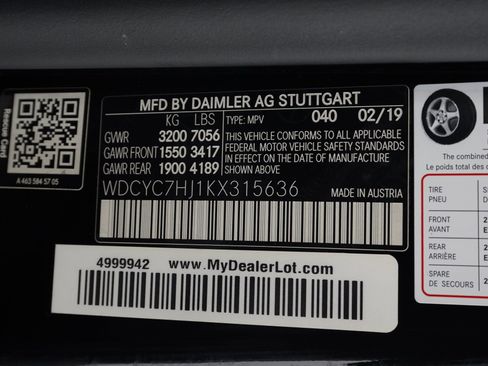 Rescue Card
A 463 584 57 05
MFD BY DAIMLER AG STUTTGART
KG LBS TYPE: MPV 040 02/19
GVWR 3200 7056 THIS VEHICLE CONFORMS TO ALL APPLICABLE
GAWR FRONT 1550 3417 FEDERAL MOTOR VEHICLE SAFETY STANDARDS
GAWR REAR 1900 4189 IN EFFECT ON THE DATE OF MANUFACTURE SHOWN ABOVE.
WDCYC7HJ1KX315636 MADE IN AUSTRIA
4999942 www.MyDealerLot.com
The combined
Le poids total des
TIRE
PNEU
FRONT
AVANT
REAR
ARRIÈRE
SPARE
DE SECOURS